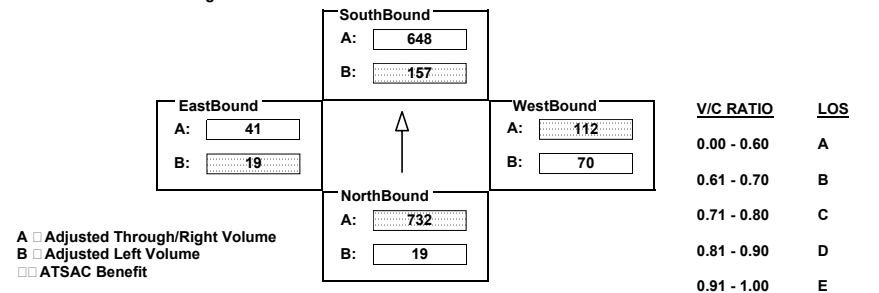 SouthBound
A: 648
B: 157
EastBound
A: 41
B: 19
WestBound
A: 112
B: 70
NorthBound
A: 732
B: 19
A □ Adjusted Through/Right Volume
B □ Adjusted Left Volume
□□ ATSAC Benefit
V/C RATIO LOS
0.00 - 0.60 A
0.61 - 0.70 B
0.71 - 0.80 C
0.81 - 0.90 D
0.91 - 1.00 E